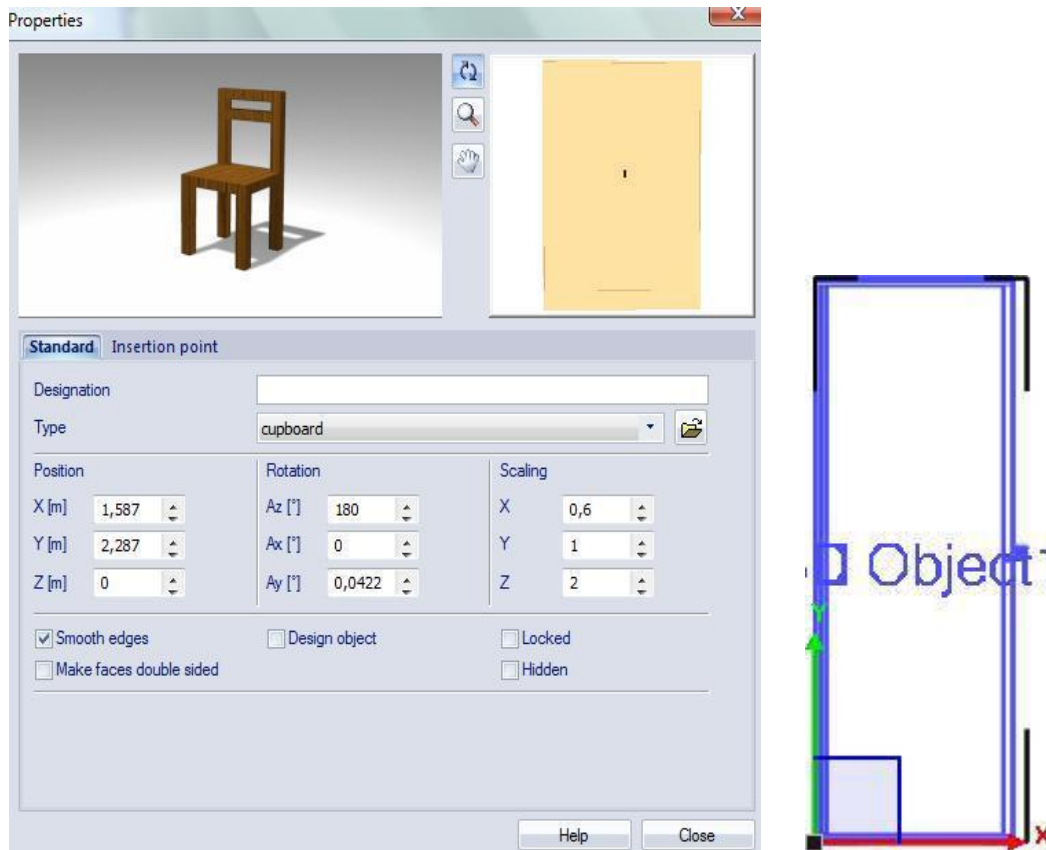 Properties
Standard Insertion point
Designation
Type cupboard
Position Rotation Scaling
X [m] 1,587 Az [°] 180 X 0,6
Y [m] 2,287 Ax [°] 0 Y 1
Z [m] 0 Ay [°] 0,0422 Z 2
Smooth edges Design object Locked
Make faces double sided Hidden
Help Close
Object
Y
X